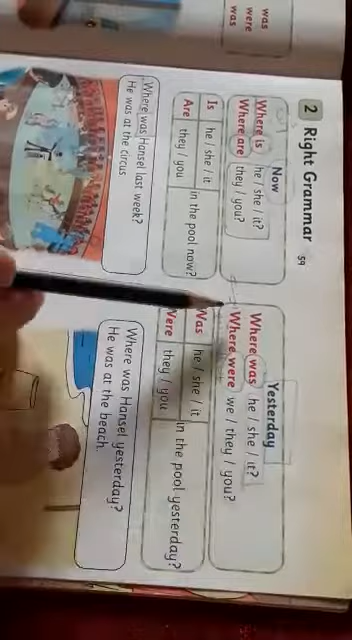 was
were
was
2 Right Grammar 59
Now
Where is he / she / it?
Where are they / you?
Is he / she / it
Are they / you
in the pool now?
Where was Hansel last week?
He was at the circus
Yesterday
Where was he / she / it?
Where were we / they / you?
Was he / she / it
Were they / you
in the pool yesterday?
Where was Hansel yesterday?
He was at the beach.